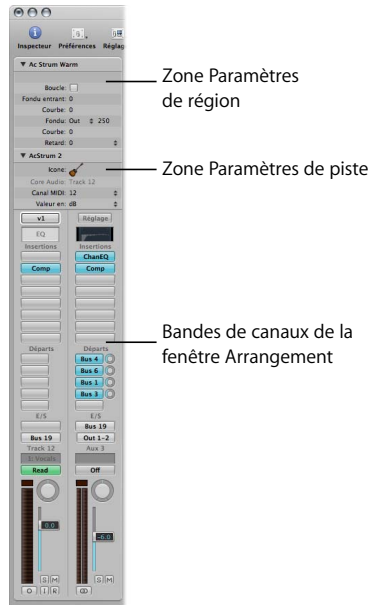 Inspecteur Préférences Réglag
Ac Strum Warm
Boucle:
Fondu entrant: 0
Courbe: 0
Fondu: Out 250
Courbe: 0
Retard: 0
AcStrum 2
Icone:
Core Audio: Track 12
Canal MIDI: 12
Valeur en: dB
v1 Réglage
EQ
Insertions Insertions
ChanEQ
Comp Comp
Départs Départs
Bus 4
Bus 6
Bus 1
Bus 3
E/S E/S
Bus 19
Bus 19 Out 1-2
Track 12 Aux 3
Read Off
0.0
-6.0
S M S M
O I R
Zone Paramètres
de région
Zone Paramètres de piste
Bandes de canaux de la
fenêtre Arrangement